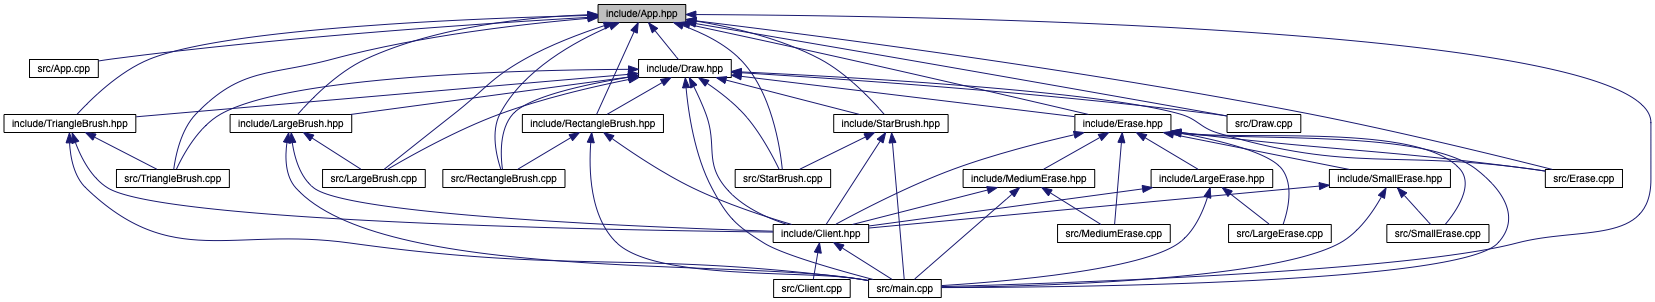 include/App.hpp
src/App.cpp
include/Draw.hpp
include/TriangleBrush.hpp
include/LargeBrush.hpp
include/RectangleBrush.hpp
include/StarBrush.hpp
include/Erase.hpp
src/Draw.cpp
src/TriangleBrush.cpp
src/LargeBrush.cpp
src/RectangleBrush.cpp
src/StarBrush.cpp
include/MediumErase.hpp
include/LargeErase.hpp
include/SmallErase.hpp
src/Erase.cpp
include/Client.hpp
src/MediumErase.cpp
src/LargeErase.cpp
src/SmallErase.cpp
src/Client.cpp
src/main.cpp